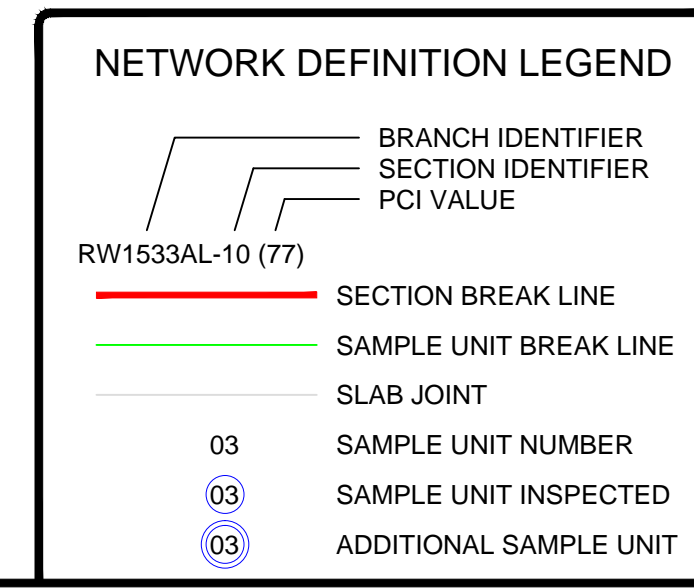 NETWORK DEFINITION LEGEND
BRANCH IDENTIFIER
SECTION IDENTIFIER
PCI VALUE
RW1533AL-10 (77)
SECTION BREAK LINE
SAMPLE UNIT BREAK LINE
SLAB JOINT
03 SAMPLE UNIT NUMBER
03 SAMPLE UNIT INSPECTED
03 ADDITIONAL SAMPLE UNIT